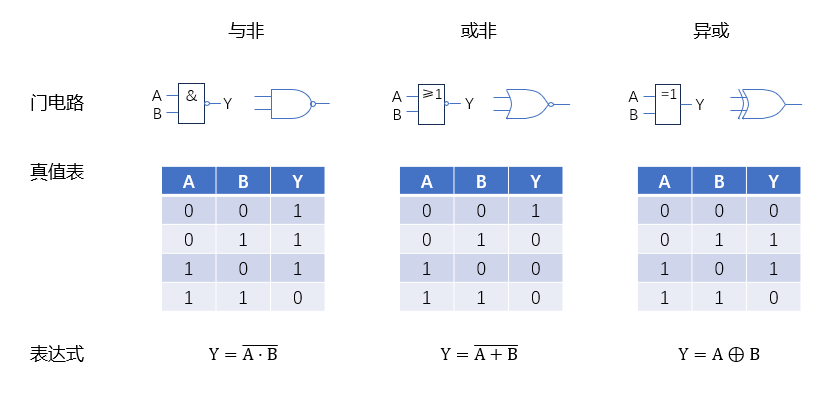 与非 或非 异或
门电路 A B & Y A B ≥1 Y A B =1 Y
真值表
A B Y A B Y A B Y
0 0 1 0 0 1 0 0 0
0 1 1 0 1 0 0 1 1
1 0 1 1 0 0 1 0 1
1 1 0 1 1 0 1 1 0
表达式 Y = \overline{A · B} Y = \overline{A + B} Y = A ⊕ B